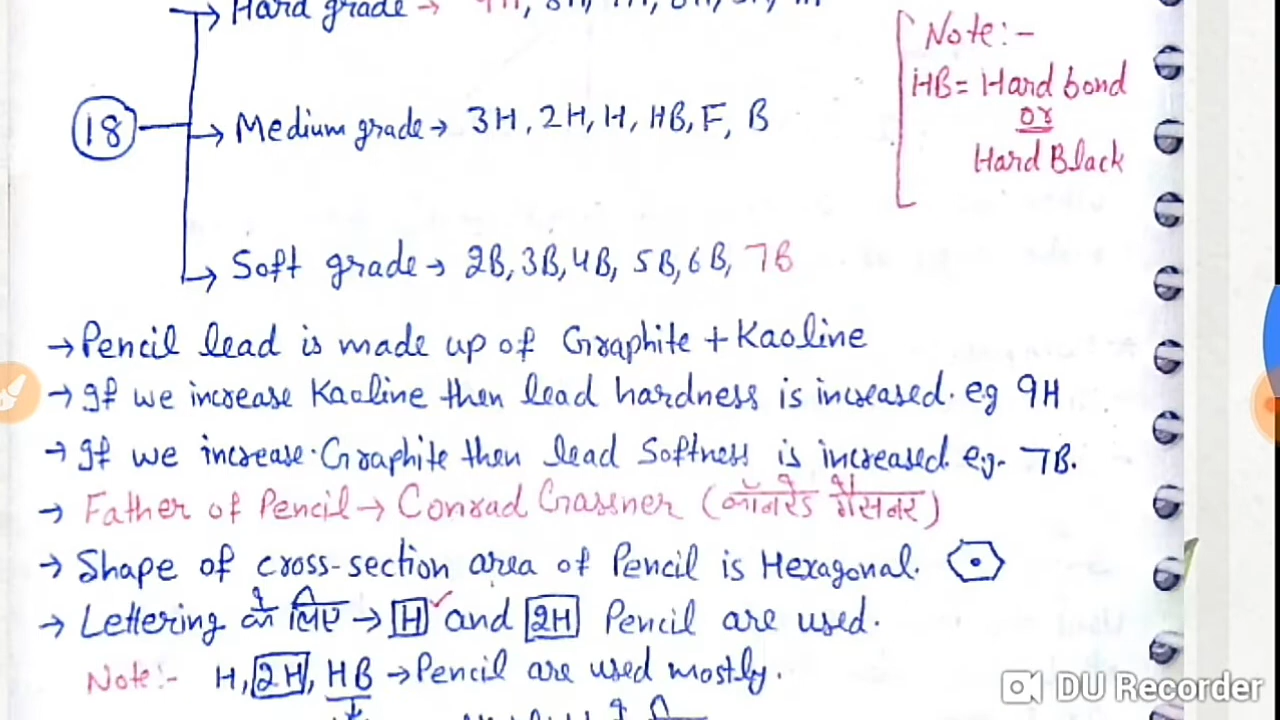 Hard grade →
Note:-
HB = Hard bond
or
Hard Black
18 → Medium grade → 3H, 2H, H, HB, F, B
Soft grade → 2B, 3B, 4B, 5B, 6B, 7B
→ Pencil lead is made up of Graphite + Kaoline
→ If we increase Kaoline then lead hardness is increased. eg 9H
→ If we increase Graphite then lead Softness is increased. eg- 7B.
→ Father of Pencil → Conrad Gassner (कॉनरेड गैसनर)
→ Shape of cross-section area of Pencil is Hexagonal.
→ Lettering के लिए → H and 2H Pencil are used.
Note:- H, 2H, HB → Pencil are used mostly.
DU Recorder